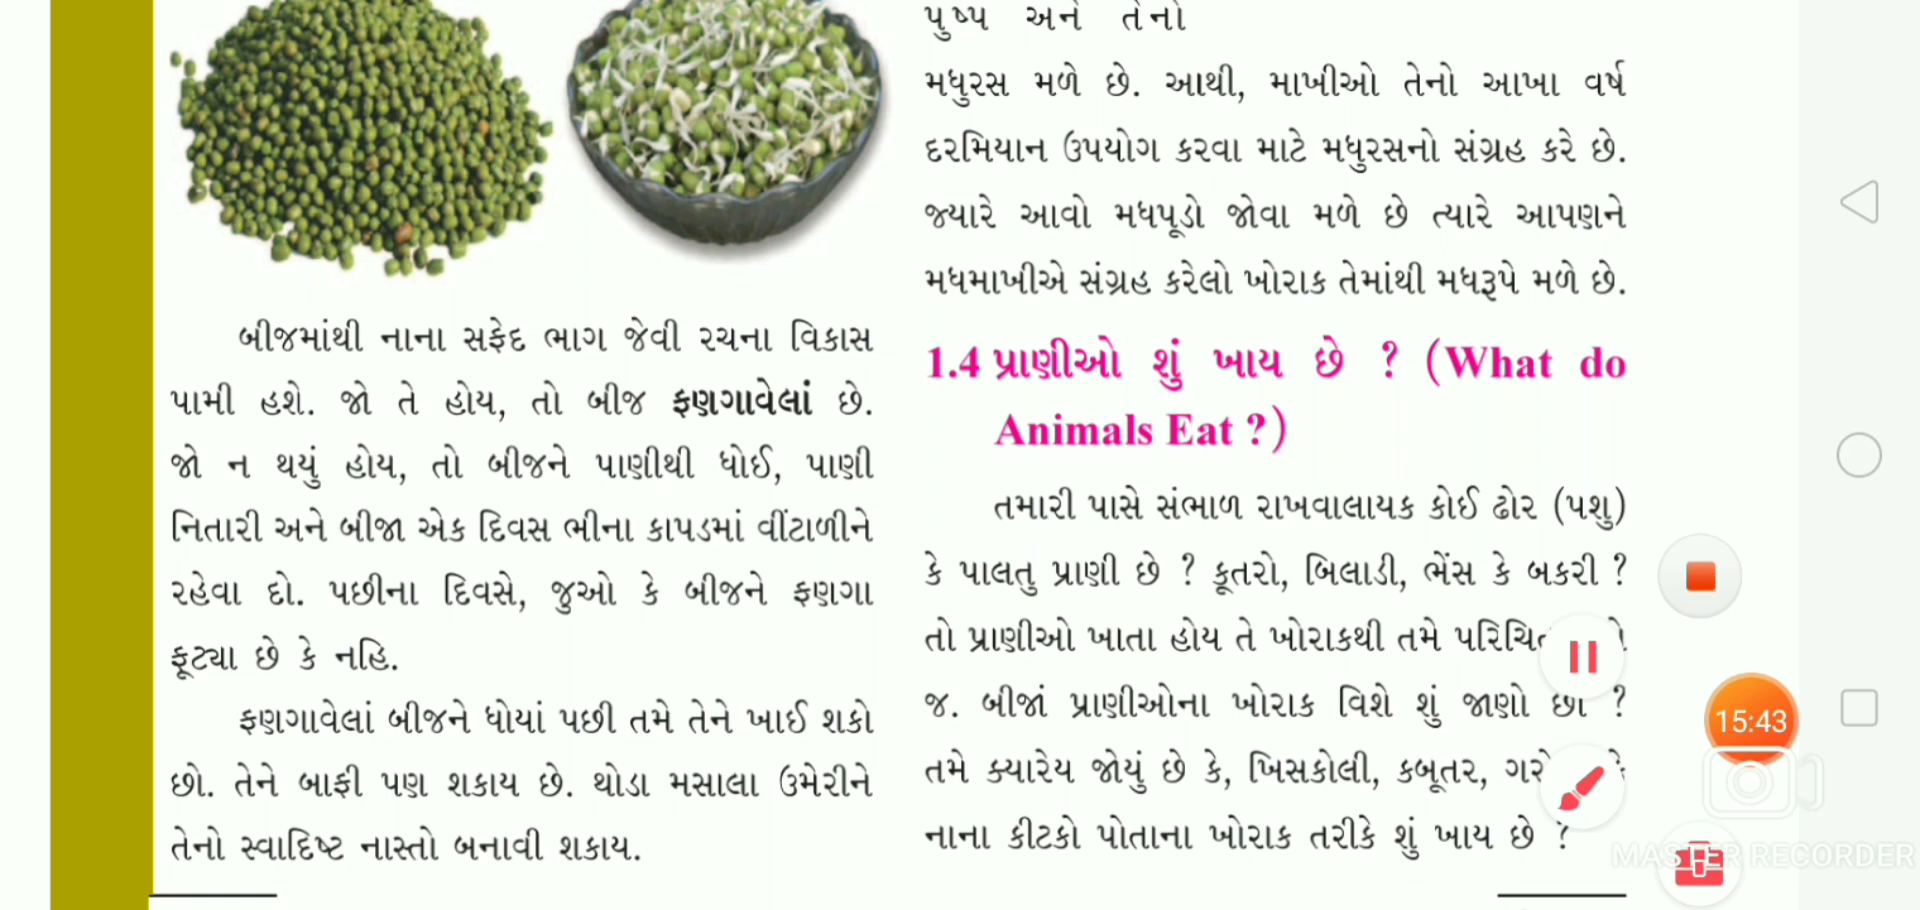 બીજમાંથી નાના સફેદ ભાગ જેવી રચના વિકાસ
પામી હશે. જો તે હોય, તો બીજ ફણગાવેલાં છે.
જો ન થયું હોય, તો બીજને પાણીથી ધોઈ, પાણી
નિતારી અને બીજા એક દિવસ ભીના કાપડમાં વીંટાળીને
રહેવા દો. પછીના દિવસે, જુઓ કે બીજને ફણગા
ફૂટ્યા છે કે નહિ.
ફણગાવેલાં બીજને ધોયાં પછી તમે તેને ખાઈ શકો
છો. તેને બાફી પણ શકાય છે. થોડા મસાલા ઉમેરીને
તેનો સ્વાદિષ્ટ નાસ્તો બનાવી શકાય.
પુષ્પ અને તેનો
મધુરસ મળે છે. આથી, માખીઓ તેનો આખા વર્ષ
દરમિયાન ઉપયોગ કરવા માટે મધુરસનો સંગ્રહ કરે છે.
જ્યારે આવો મધપૂડો જોવા મળે છે ત્યારે આપણને
મધમાખીએ સંગ્રહ કરેલો ખોરાક તેમાંથી મધરૂપે મળે છે.
1.4 પ્રાણીઓ શું ખાય છે ? (What do
Animals Eat ?)
તમારી પાસે સંભાળ રાખવાલાયક કોઈ ઢોર (પશુ)
કે પાલતુ પ્રાણી છે ? કૂતરો, બિલાડી, ભેંસ કે બકરી ?
તો પ્રાણીઓ ખાતા હોય તે ખોરાકથી તમે
જ. બીજાં પ્રાણીઓના ખોરાક વિશે શું જાણો છો ?
તમે ક્યારેય જોયું છે કે, ખિસકોલી, કબૂતર,
નાના કીટકો પોતાના ખોરાક તરીકે શું ખાય છે ?
15:43
MASTER RECORDER